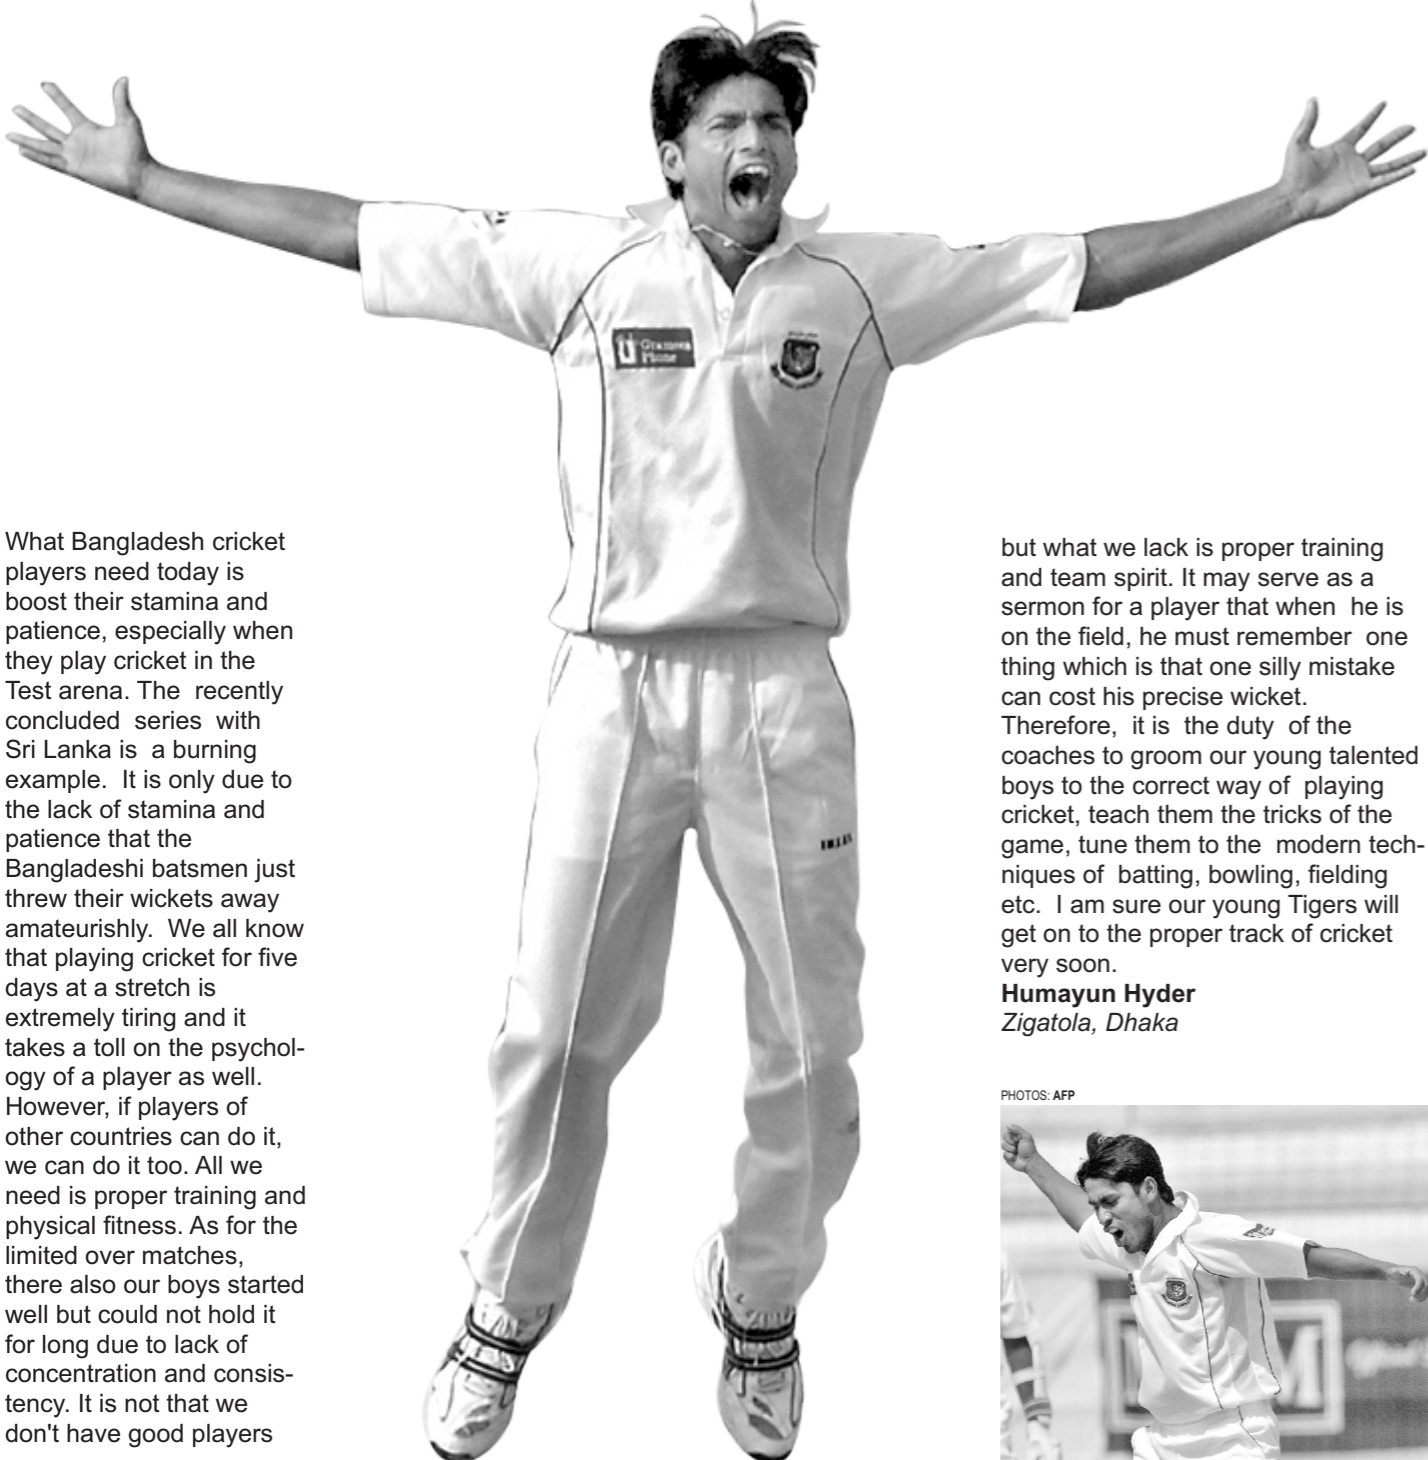 What Bangladesh cricket
players need today is
boost their stamina and
patience, especially when
they play cricket in the
Test arena. The recently
concluded series with
Sri Lanka is a burning
example. It is only due to
the lack of stamina and
patience that the
Bangladeshi batsmen just
threw their wickets away
amateurishly. We all know
that playing cricket for five
days at a stretch is
extremely tiring and it
takes a toll on the psychol-
ogy of a player as well.
However, if players of
other countries can do it,
we can do it too. All we
need is proper training and
physical fitness. As for the
limited over matches,
there also our boys started
well but could not hold it
for long due to lack of
concentration and consis-
tency. It is not that we
don't have good players
Grameen
Phone
but what we lack is proper training
and team spirit. It may serve as a
sermon for a player that when he is
on the field, he must remember one
thing which is that one silly mistake
can cost his precise wicket.
Therefore, it is the duty of the
coaches to groom our young talented
boys to the correct way of playing
cricket, teach them the tricks of the
game, tune them to the modern tech-
niques of batting, bowling, fielding
etc. I am sure our young Tigers will
get on to the proper track of cricket
very soon.
Humayun Hyder
Zigatola, Dhaka
PHOTOS: AFP